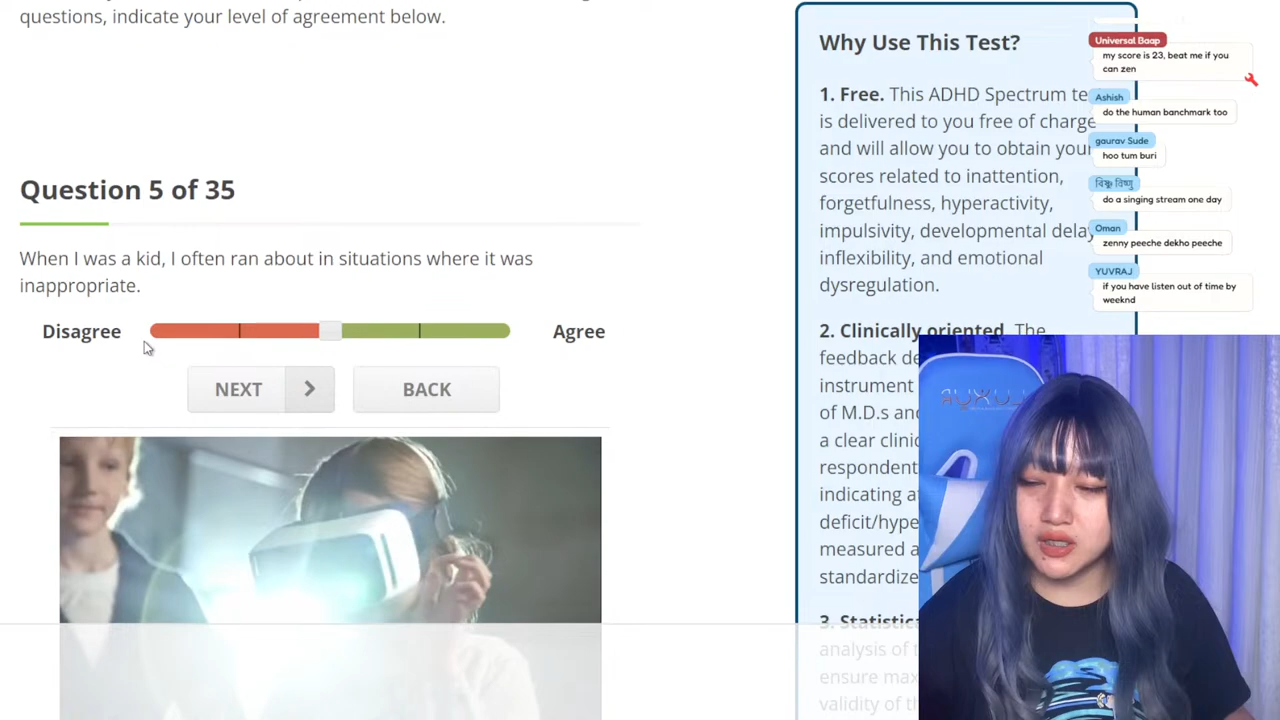 questions, indicate your level of agreement below.
Question 5 of 35
When I was a kid, I often ran about in situations where it was
inappropriate.
Disagree
Agree
NEXT
BACK
Why Use This Test?
1. Free. This ADHD Spectrum te
is delivered to you free of charge
and will allow you to obtain your
scores related to inattention,
forgetfulness, hyperactivity,
impulsivity, developmental delay
inflexibility, and emotional
dysregulation.
2. Clinically oriented. The
feedback de
instrument
of M.D.s and
a clear clinic
respondent
indicating a
deficit/hype
measured a
standardize
3. Statistica
analysis of
ensure max
validity of th
Universal Baap
my score is 23, beat me if you
can zen
Ashish
do the human banchmark too
gaurav Sude
hoo tum buri
বিষ্ণু
do a singing stream one day
Oman
zenny peeche dekho peeche
YUVRAJ
if you have listen out of time by
weeknd